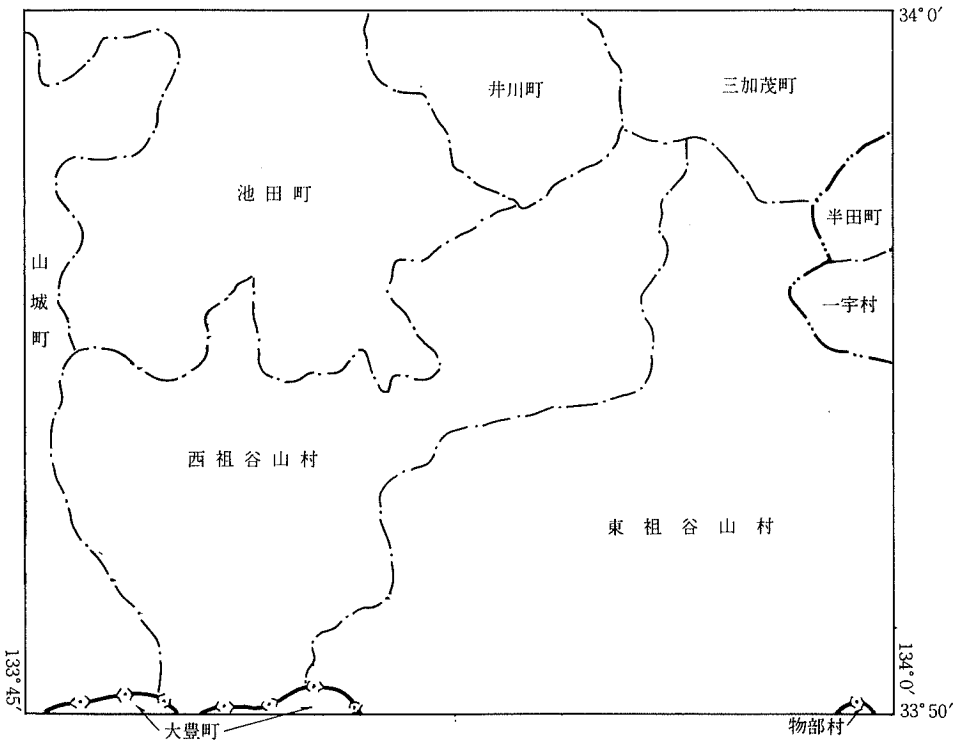 34°0′
井川町
三加茂町
池田町
半田町
山城町
一宇村
西祖谷山村
東祖谷山村
133°45′
134°0′
33°50′
大豊町
物部村